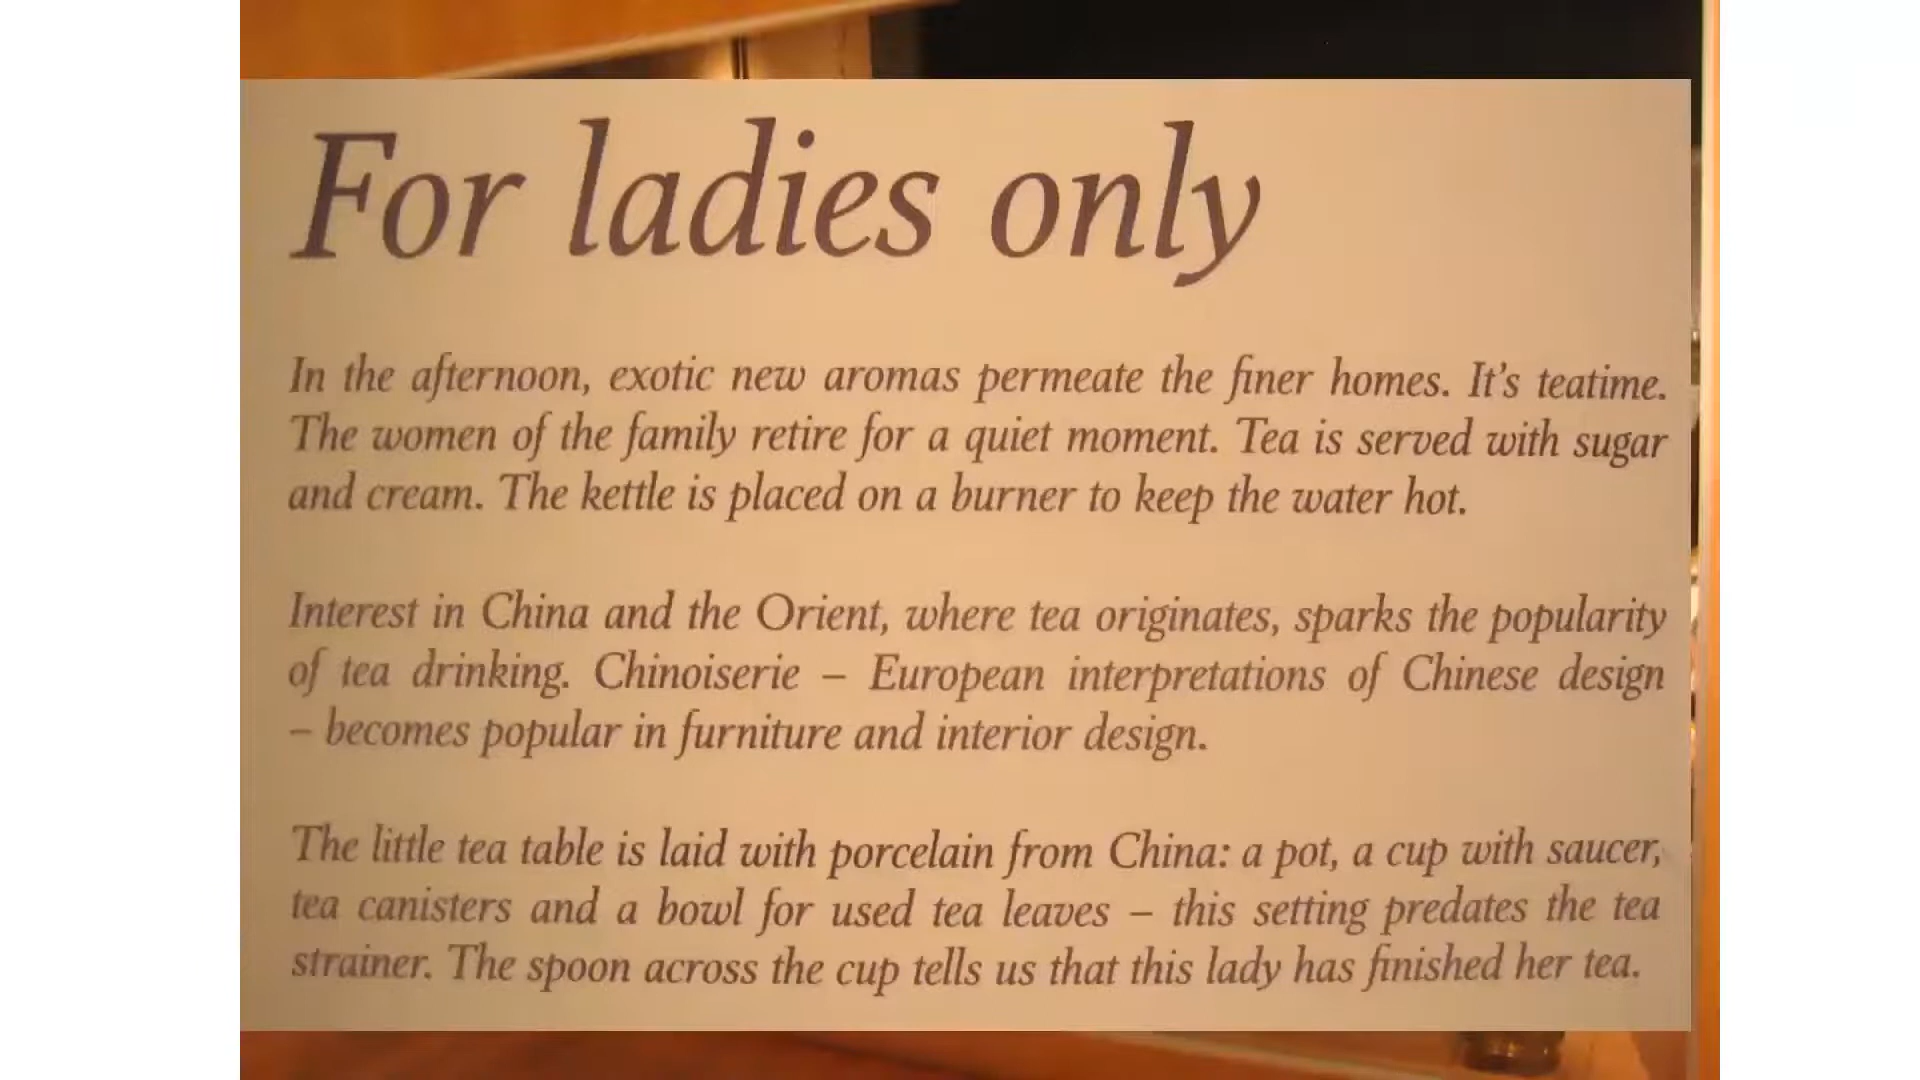 For ladies only
In the afternoon, exotic new aromas permeate the finer homes. It's teatime.
The women of the family retire for a quiet moment. Tea is served with sugar
and cream. The kettle is placed on a burner to keep the water hot.
Interest in China and the Orient, where tea originates, sparks the popularity
of tea drinking. Chinoiserie – European interpretations of Chinese design
– becomes popular in furniture and interior design.
The little tea table is laid with porcelain from China: a pot, a cup with saucer,
tea canisters and a bowl for used tea leaves – this setting predates the tea
strainer. The spoon across the cup tells us that this lady has finished her tea.